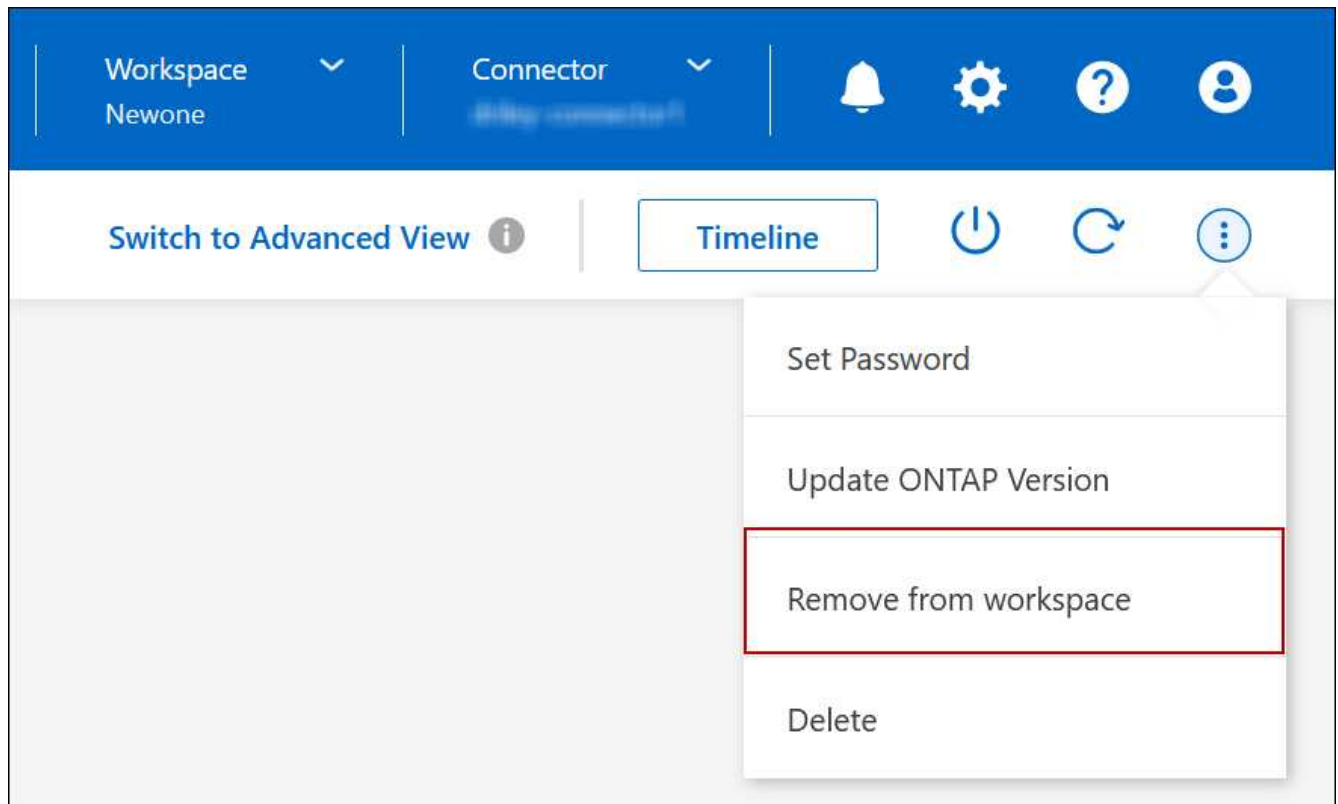 Workspace
Newone
Connector
Switch to Advanced View
Timeline
Set Password
Update ONTAP Version
Remove from workspace
Delete